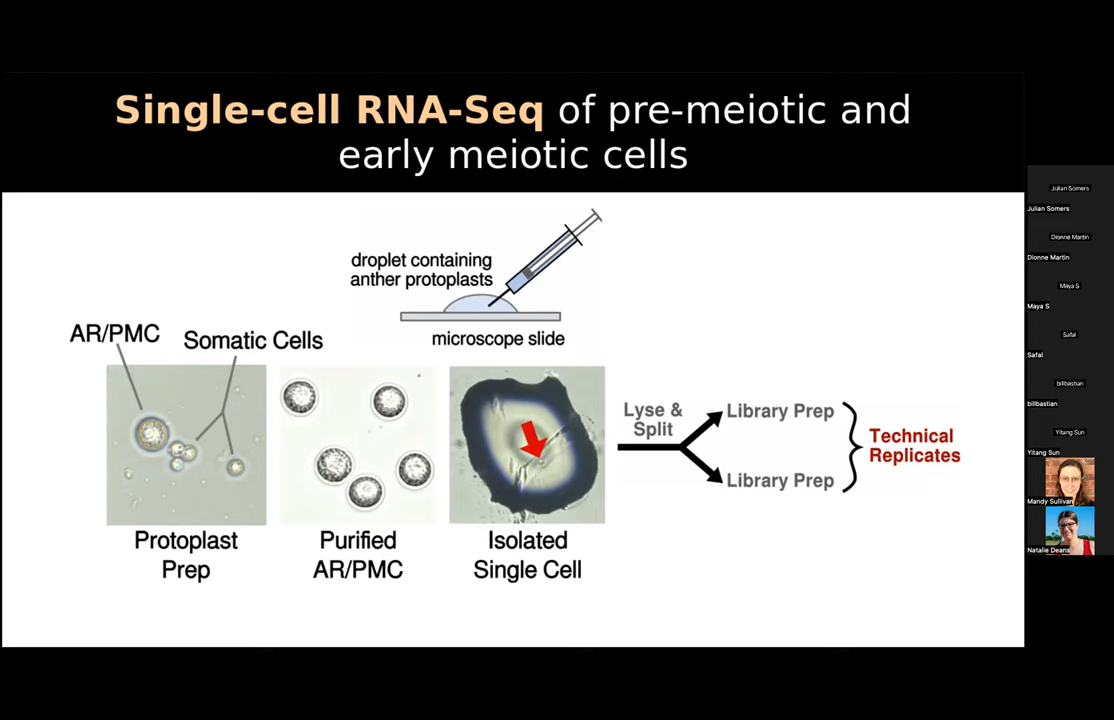 Single-cell RNA-Seq of pre-meiotic and
early meiotic cells
droplet containing
anther protoplasts
microscope slide
AR/PMC
Somatic Cells
Protoplast
Prep
Purified
AR/PMC
Isolated
Single Cell
Lyse &
Split
Library Prep
Library Prep
Technical
Replicates
Julian Somers
Julian Somers
Dionne Martin
Dionne Martin
Maya S
Maya S
Safal
Safal
billbastian
billbastian
Yitang Sun
Yitang Sun
Mandy Sullivan
Natalie Deans